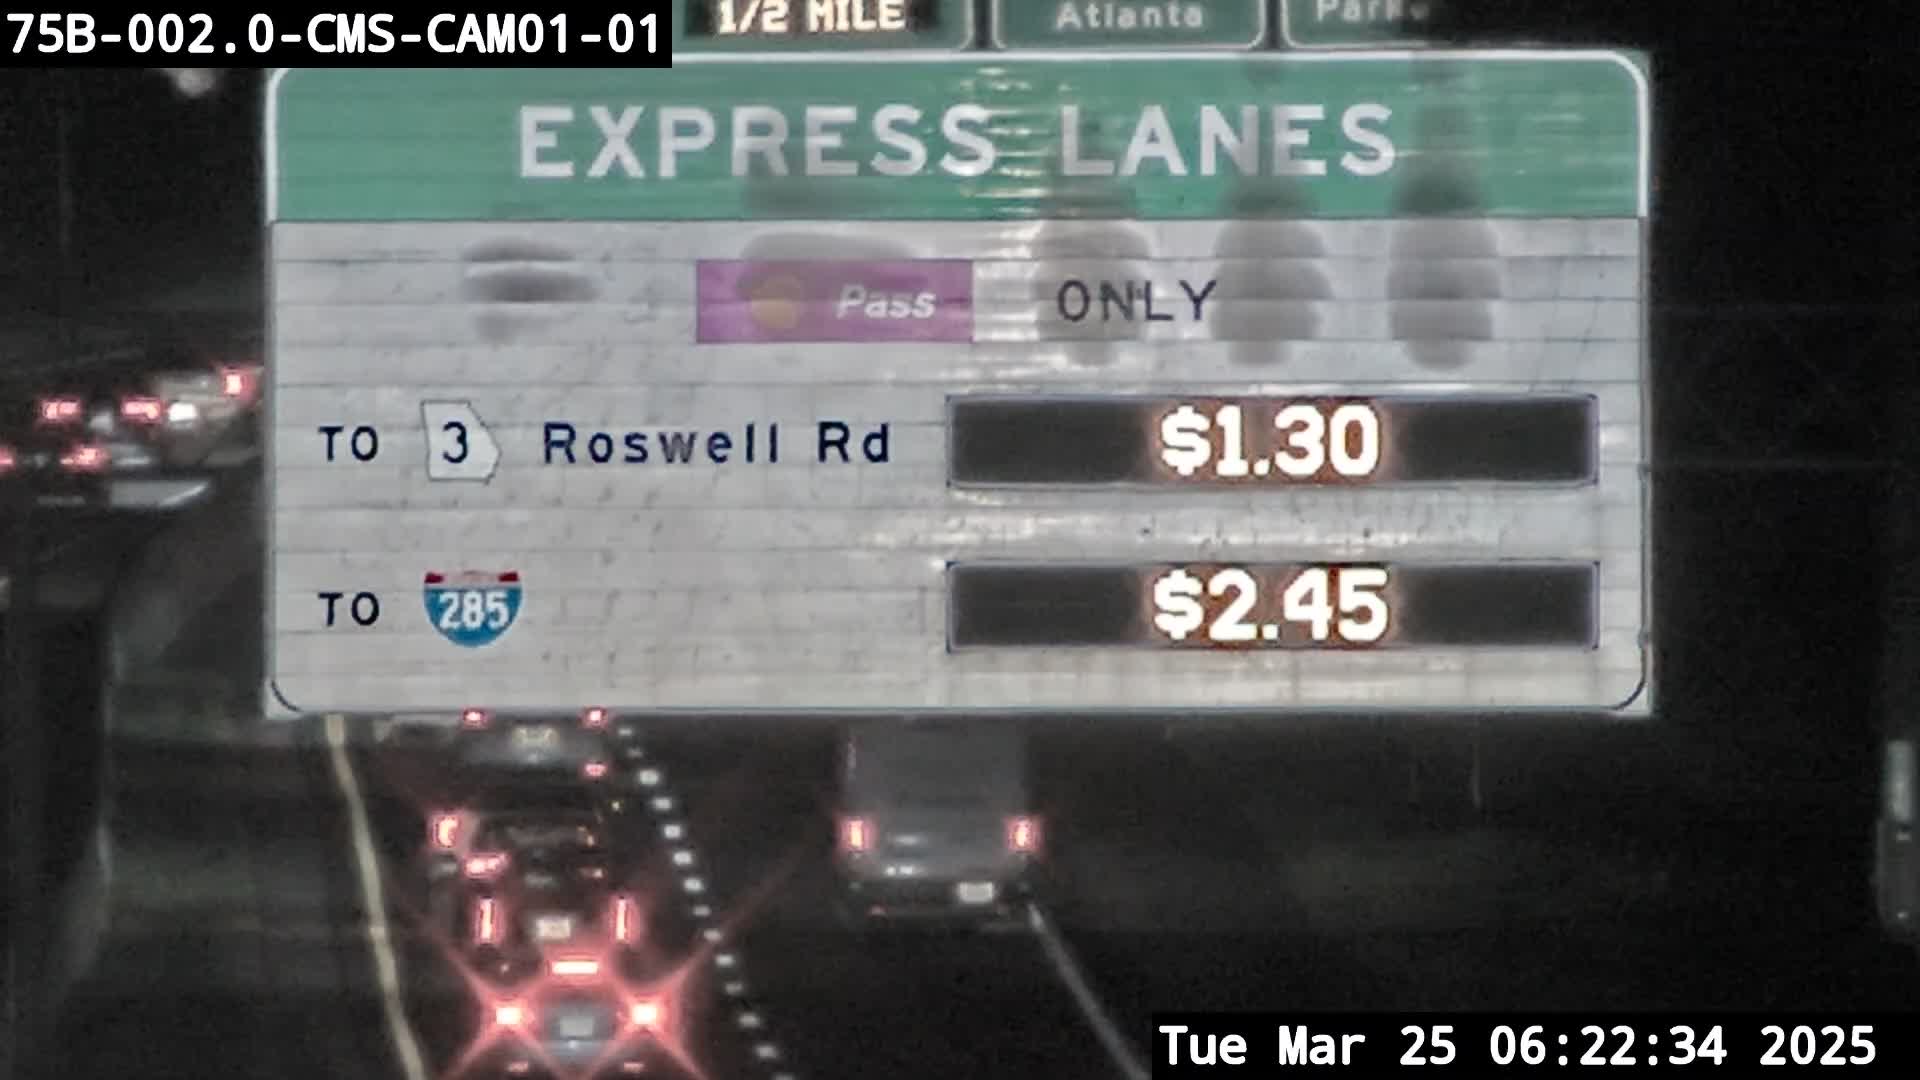 75B-002.0-CMS-CAM01-01
1/2 MILE
Atlanta
EXPRESS LANES
Pass ONLY
TO 3 Roswell Rd $1.30
TO 285 $2.45
Tue Mar 25 06:22:34 2025